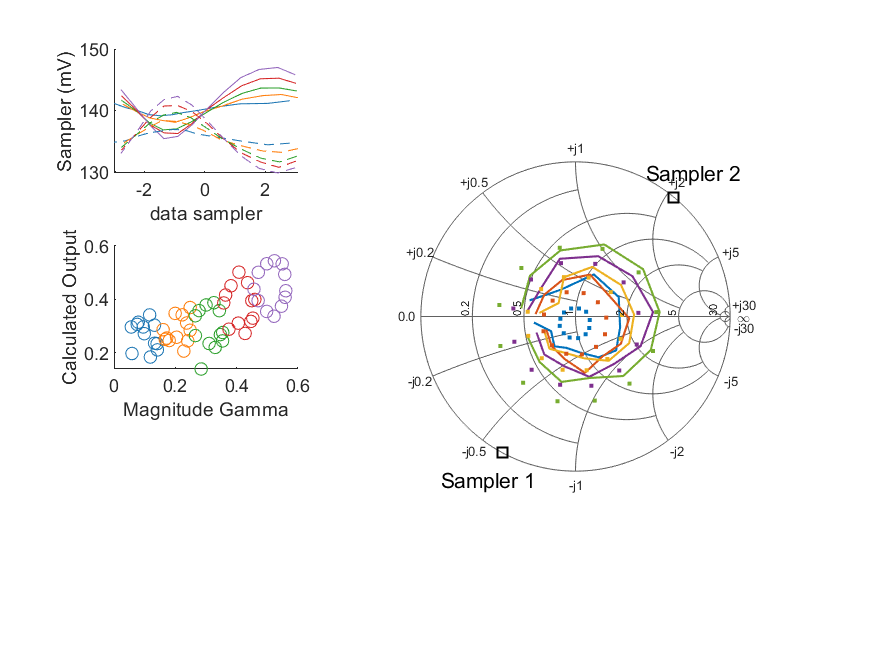 150
140
130
Sampler (mV)
-2 0 2
data sampler
0.6
0.4
0.2
Calculated Output
0 0.2 0.4 0.6
Magnitude Gamma
+j1
Sampler 2
+j2
+j0.5
+j0.2
+j5
0.0
0.2
0.5
1
2
5
30
+j30
∞
-j30
-j0.2
-j5
-j0.5
-j2
Sampler 1
-j1